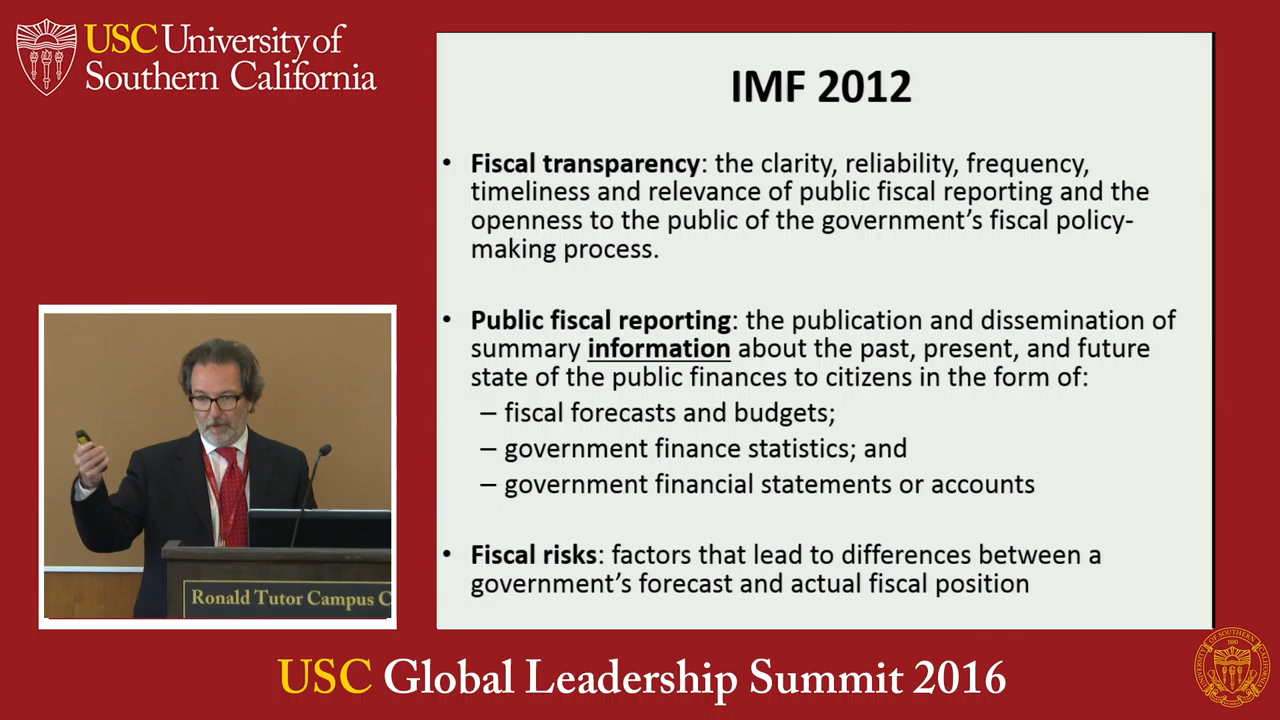 USC University of
Southern California
IMF 2012
• Fiscal transparency: the clarity, reliability, frequency,
timeliness and relevance of public fiscal reporting and the
openness to the public of the government’s fiscal policy-
making process.
• Public fiscal reporting: the publication and dissemination of
summary information about the past, present, and future
state of the public finances to citizens in the form of:
– fiscal forecasts and budgets;
– government finance statistics; and
– government financial statements or accounts
• Fiscal risks: factors that lead to differences between a
government’s forecast and actual fiscal position
Ronald Tutor Campus C
USC Global Leadership Summit 2016